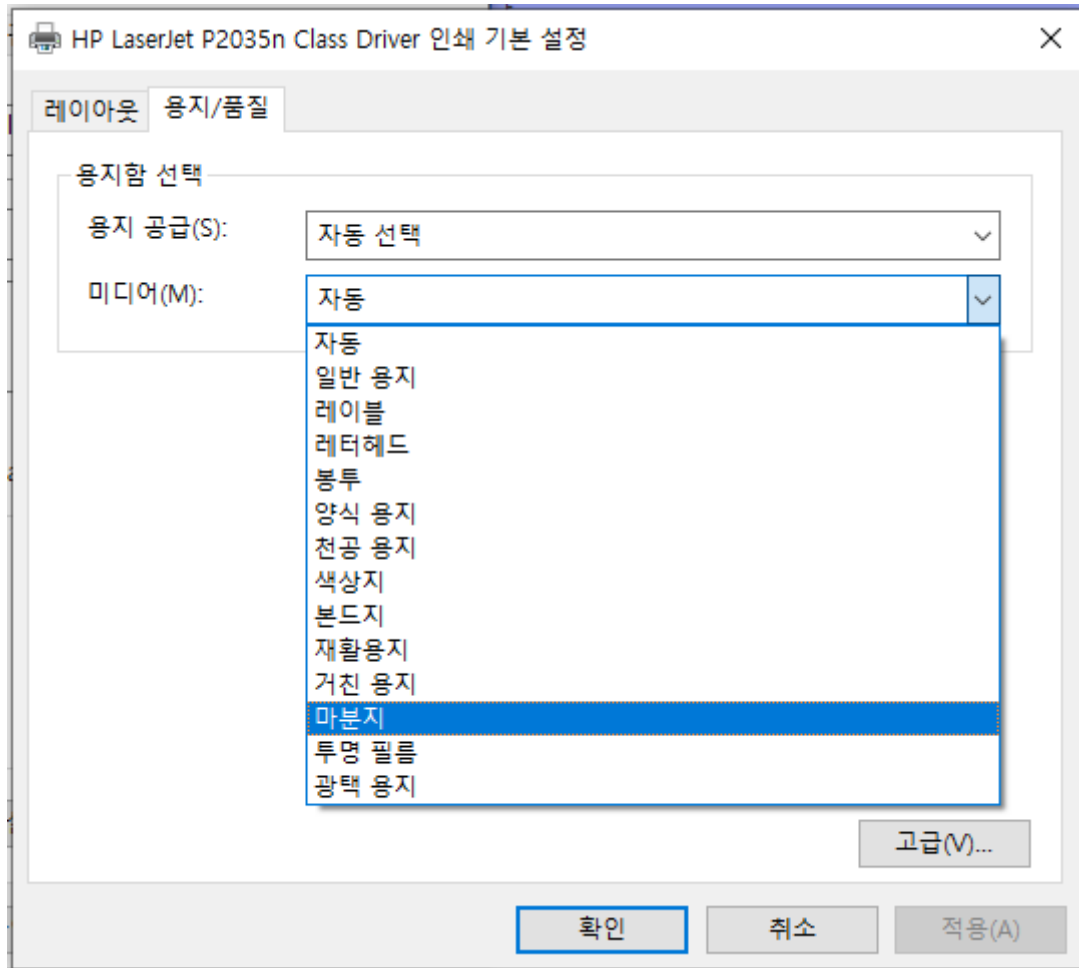 HP LaserJet P2035n Class Driver 인쇄 기본 설정
레이아웃
용지/품질
용지함 선택
용지 공급(S):
자동 선택
미디어(M):
자동
자동
일반 용지
레이블
레터헤드
봉투
양식 용지
천공 용지
색상지
본드지
재활용지
거친 용지
마분지
투명 필름
광택 용지
고급(V)...
확인
취소
적용(A)